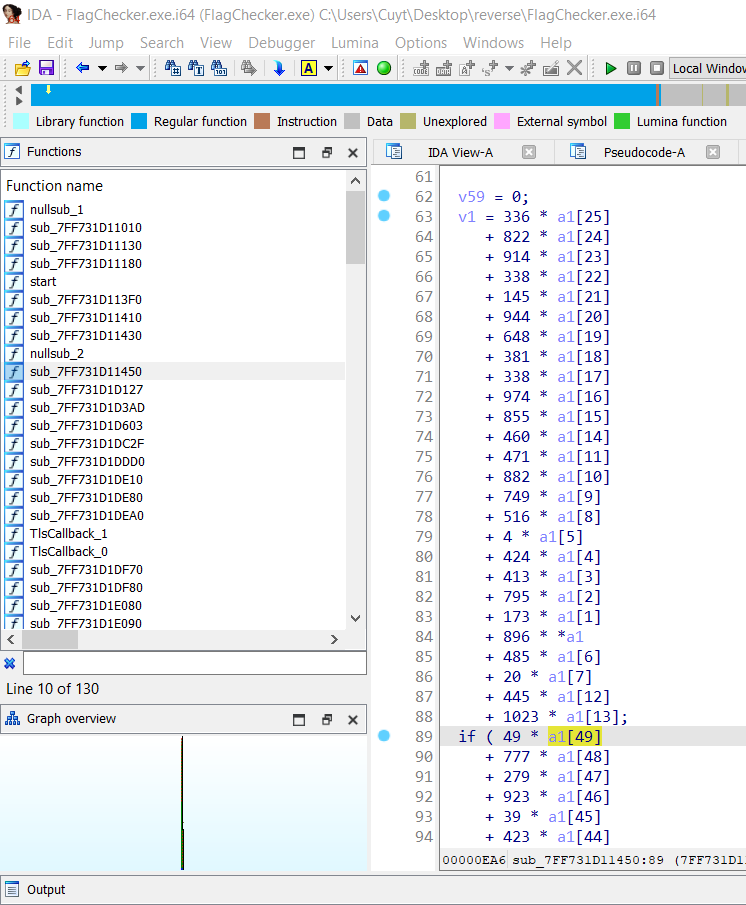 IDA - FlagChecker.exe.i64 (FlagChecker.exe) C:\Users\Cuyt\Desktop\reverse\FlagChecker.exe.i64
File Edit Jump Search View Debugger Lumina Options Windows Help
Local Window
Library function Regular function Instruction Data Unexplored External symbol Lumina function
Functions
Function name
nullsub_1
sub_7FF731D11010
sub_7FF731D11130
sub_7FF731D11180
start
sub_7FF731D113F0
sub_7FF731D11410
sub_7FF731D11430
nullsub_2
sub_7FF731D11450
sub_7FF731D1D127
sub_7FF731D1D3AD
sub_7FF731D1D603
sub_7FF731D1DC2F
sub_7FF731D1DDD0
sub_7FF731D1DE10
sub_7FF731D1DE80
sub_7FF731D1DEA0
TlsCallback_1
TlsCallback_0
sub_7FF731D1DF70
sub_7FF731D1DF80
sub_7FF731D1E080
sub_7FF731D1E090
Line 10 of 130
Graph overview
IDA View-A Pseudocode-A
61
62 v59 = 0;
63 v1 = 336 * a1[25]
64 + 822 * a1[24]
65 + 914 * a1[23]
66 + 338 * a1[22]
67 + 145 * a1[21]
68 + 944 * a1[20]
69 + 648 * a1[19]
70 + 381 * a1[18]
71 + 338 * a1[17]
72 + 974 * a1[16]
73 + 855 * a1[15]
74 + 460 * a1[14]
75 + 471 * a1[11]
76 + 882 * a1[10]
77 + 749 * a1[9]
78 + 516 * a1[8]
79 + 4 * a1[5]
80 + 424 * a1[4]
81 + 413 * a1[3]
82 + 795 * a1[2]
83 + 173 * a1[1]
84 + 896 * *a1
85 + 485 * a1[6]
86 + 20 * a1[7]
87 + 445 * a1[12]
88 + 1023 * a1[13];
89 if ( 49 * a1[49]
90 + 777 * a1[48]
91 + 279 * a1[47]
92 + 923 * a1[46]
93 + 39 * a1[45]
94 + 423 * a1[44]
00000EA6 sub_7FF731D11450:89 (7FF731D1
Output